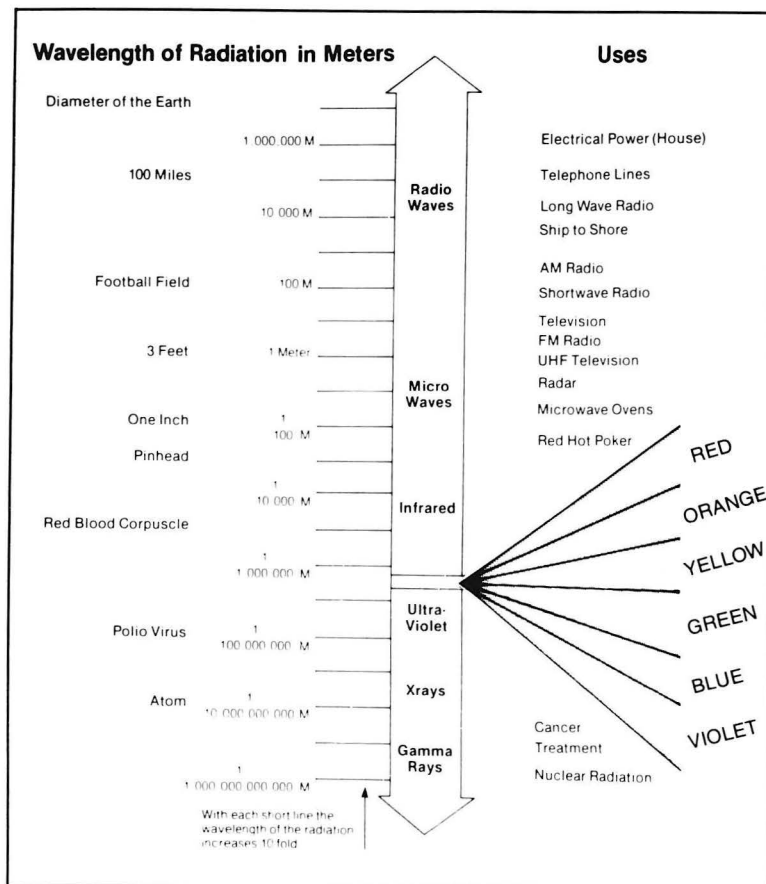 Wavelength of Radiation in Meters
Uses
Diameter of the Earth
1 000,000 M
Electrical Power (House)
100 Miles
Telephone Lines
Radio
Waves
10 000 M
Long Wave Radio
Ship to Shore
AM Radio
Football Field
100 M
Shortwave Radio
Television
FM Radio
3 Feet
1 Meter
UHF Television
Radar
Micro
Waves
Microwave Ovens
One Inch
1
100 M
Red Hot Poker
RED
Pinhead
1
10 000 M
Infrared
ORANGE
Red Blood Corpuscle
1
1 000 000 M
YELLOW
Ultra-
Violet
GREEN
Polio Virus
1
100 000 000 M
Xrays
BLUE
Atom
1
10 000 000 000 M
VIOLET
Cancer
Treatment
Gamma
Rays
1
1 000 000 000 000 M
Nuclear Radiation
With each short line the
wavelength of the radiation
increases 10 fold